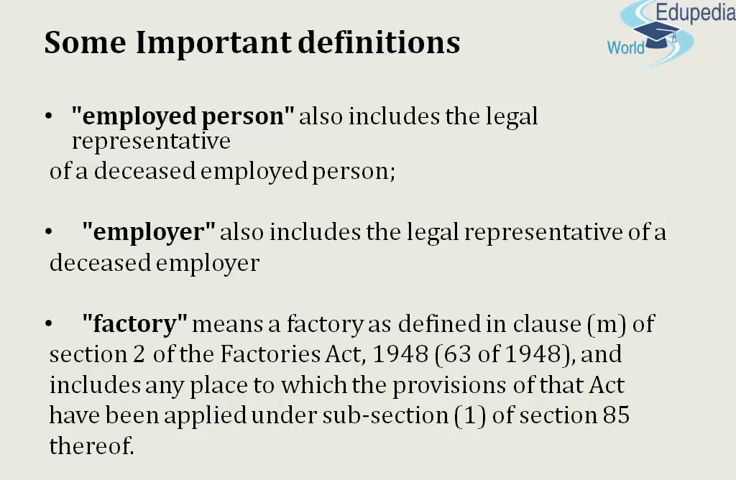 Edupedia
World
Some Important definitions
• "employed person" also includes the legal
representative
of a deceased employed person;
• "employer" also includes the legal representative of a
deceased employer
• "factory" means a factory as defined in clause (m) of
section 2 of the Factories Act, 1948 (63 of 1948), and
includes any place to which the provisions of that Act
have been applied under sub-section (1) of section 85
thereof.